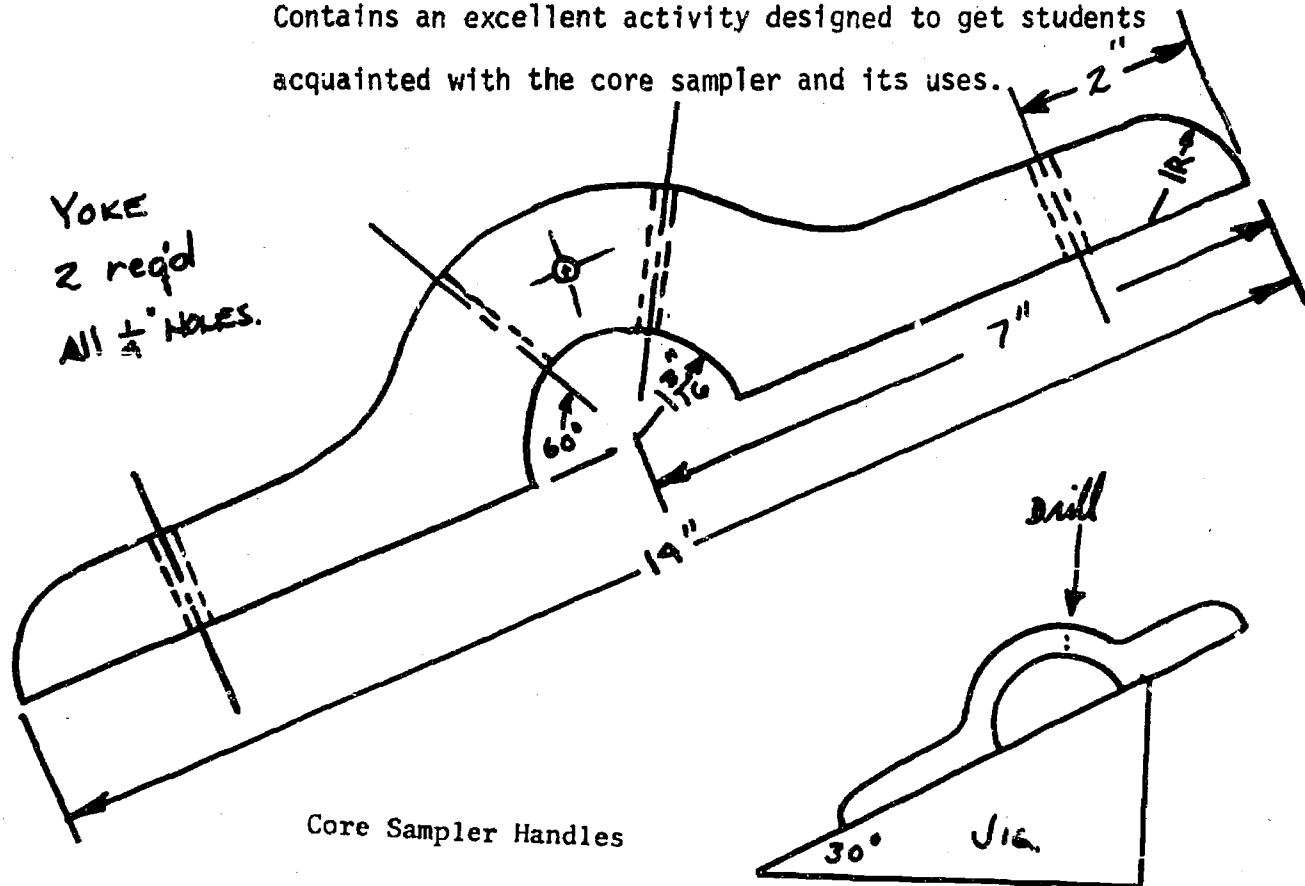 Contains an excellent activity designed to get students
acquainted with the core sampler and its uses.
2"
YOKE
2 req'd
All 1/4" HOLES.
1R
7"
60°
14"
Drill
Core Sampler Handles
30°
JIG.